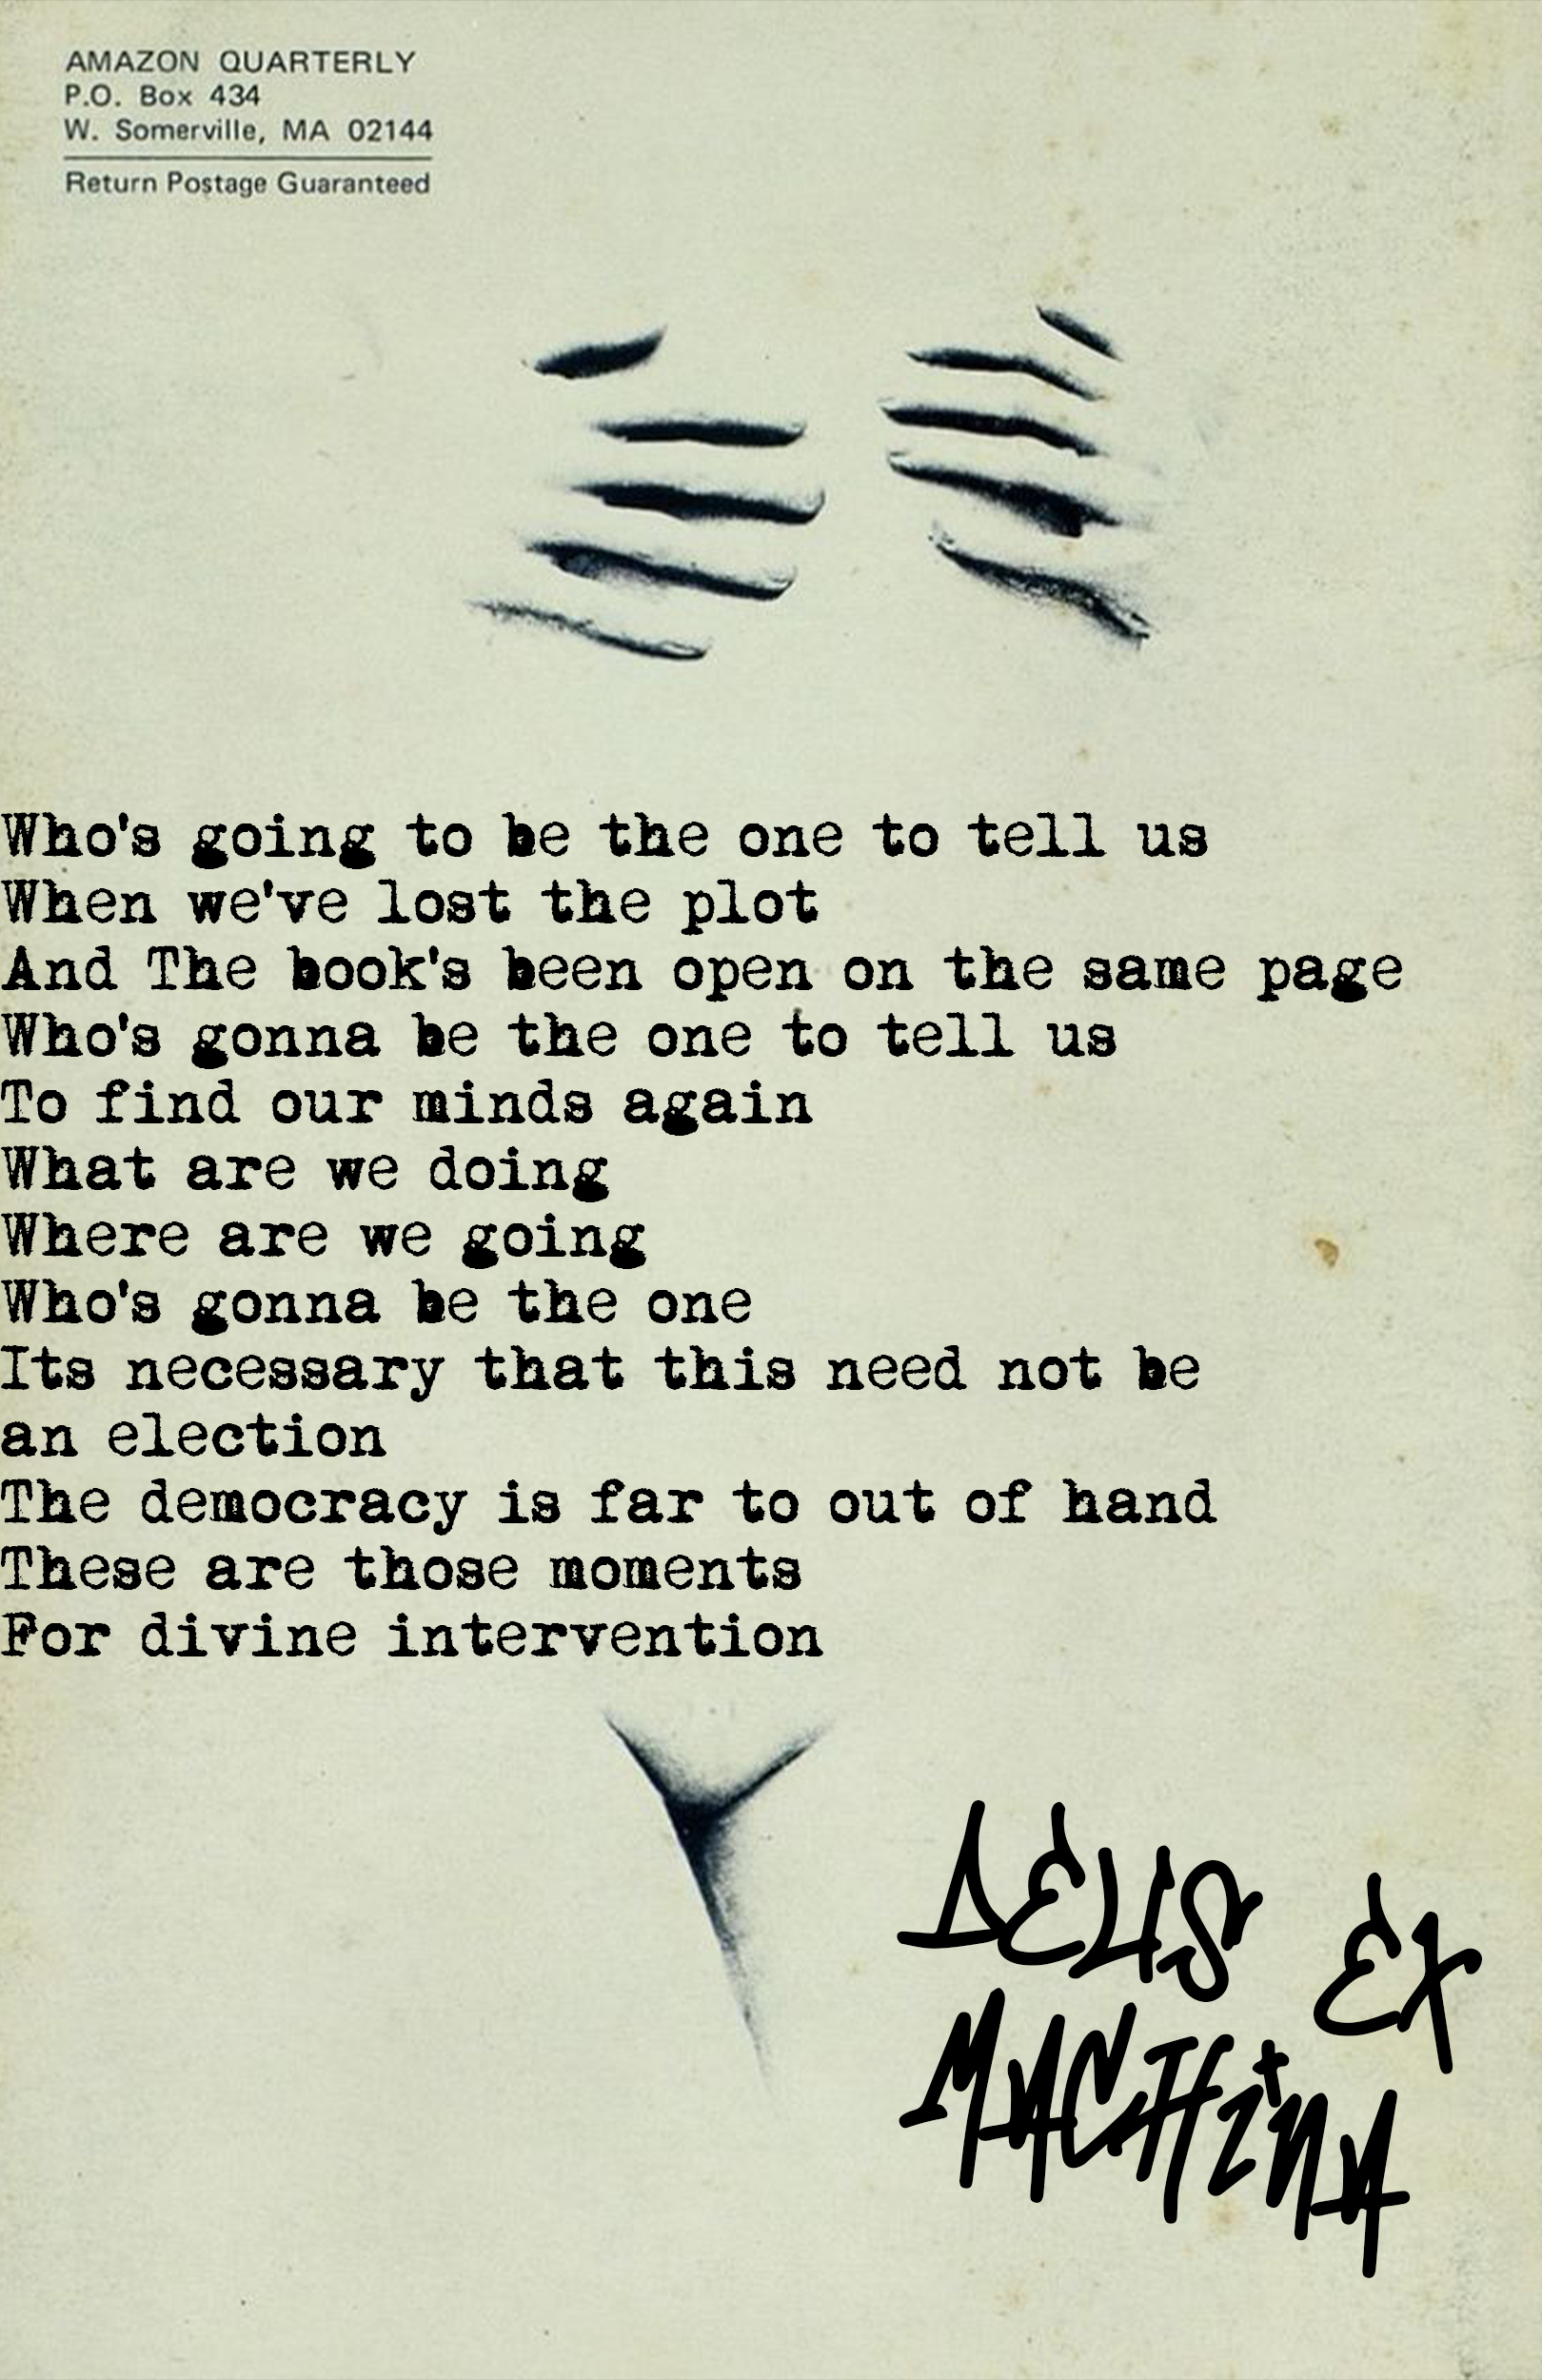 AMAZON QUARTERLY
P.O. Box 434
W. Somerville, MA 02144
Return Postage Guaranteed
Who's going to be the one to tell us
When we've lost the plot
And The book's been open on the same page
Who's gonna be the one to tell us
To find our minds again
What are we doing
Where are we going
Who's gonna be the one
Its necessary that this need not be
an election
The democracy is far to out of hand
These are those moments
For divine intervention
DEUS EX
MACHiNA